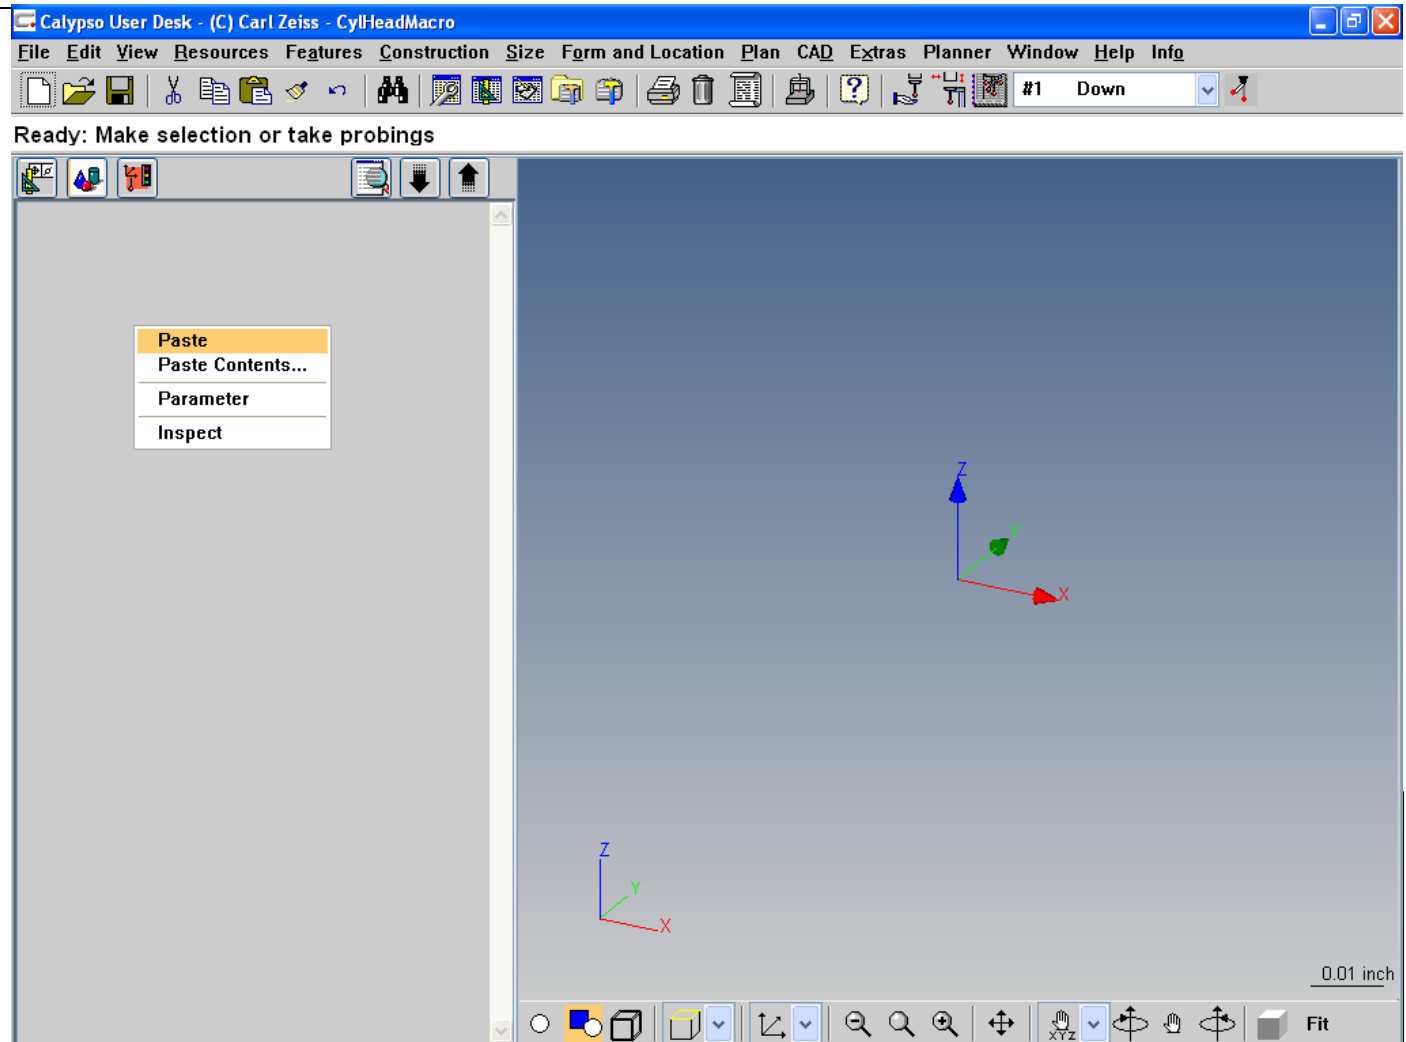 Calypso User Desk - (C) Carl Zeiss - CylHeadMacro
File Edit View Resources Features Construction Size Form and Location Plan CAD Extras Planner Window Help Info
#1 Down
Ready: Make selection or take probings
Paste
Paste Contents...
Parameter
Inspect
Z
Y
X
Z
Y
X
0.01 inch
XYZ
Fit